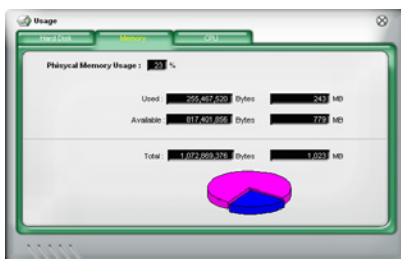 Usage
Hard Disk Memory CPU
Phisycal Memory Usage : 23 %
Used : 255,467,520 Bytes 243 MB
Available : 817,401,856 Bytes 779 MB
Total : 1,072,869,376 Bytes 1,023 MB